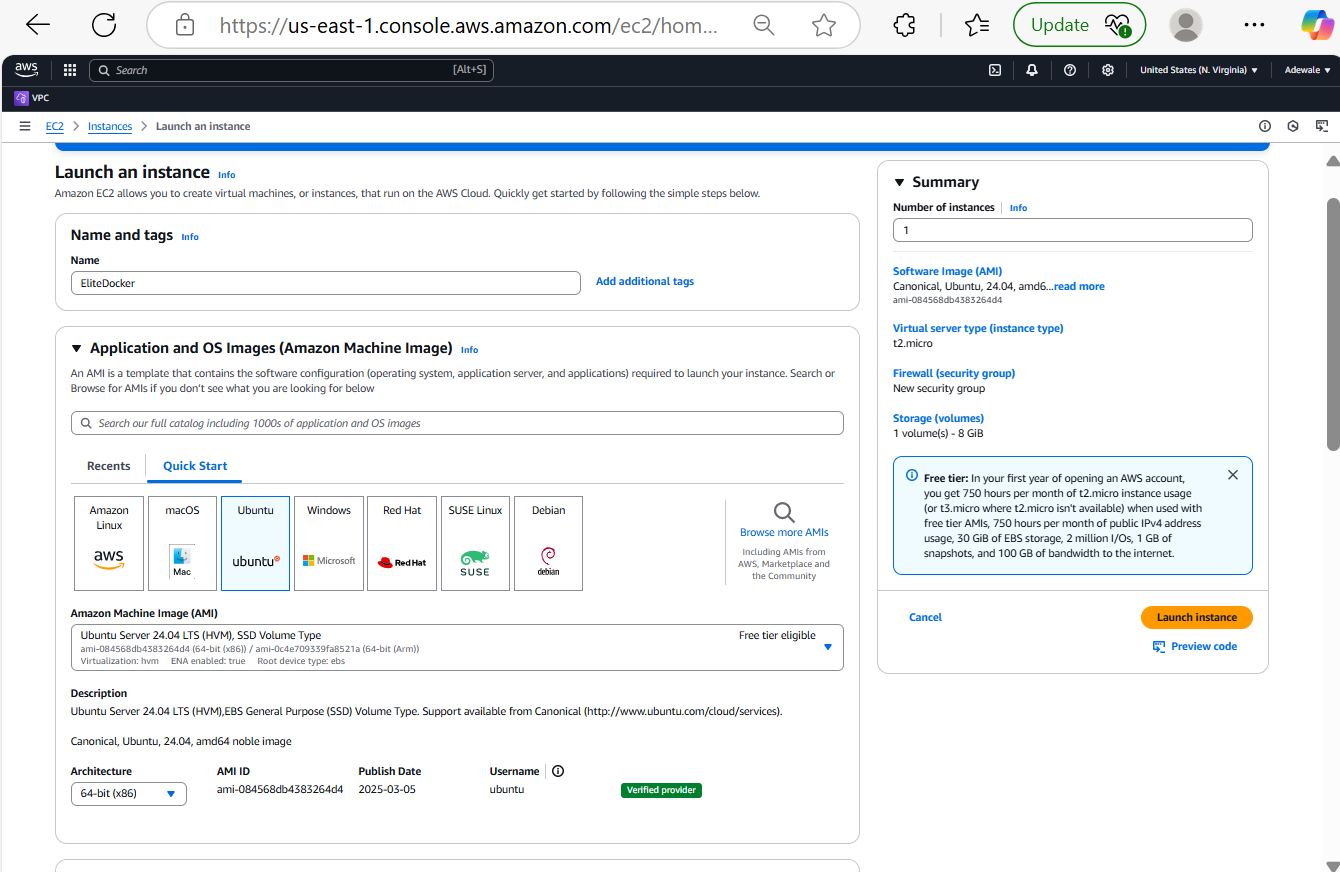 https://us-east-1.console.aws.amazon.com/ec2/hom...
Update
aws
Search
[Alt+S]
United States (N. Virginia)
Adewale
VPC
EC2
Instances
Launch an instance
Launch an instance
Info
Amazon EC2 allows you to create virtual machines, or instances, that run on the AWS Cloud. Quickly get started by following the simple steps below.
Name and tags
Info
Name
EliteDocker
Add additional tags
Application and OS Images (Amazon Machine Image)
Info
An AMI is a template that contains the software configuration (operating system, application server, and applications) required to launch your instance. Search or
Browse for AMIs if you don't see what you are looking for below
Search our full catalog including 1000s of application and OS images
Recents
Quick Start
Amazon
Linux
aws
macOS
Mac
Ubuntu
ubuntu
Windows
Microsoft
Red Hat
Red Hat
SUSE Linux
SUSE
Debian
debian
Browse more AMIs
Including AMIs from
AWS, Marketplace and
the Community
Amazon Machine Image (AMI)
Ubuntu Server 24.04 LTS (HVM), SSD Volume Type
Free tier eligible
ami-084568db4383264d4 (64-bit (x86)) / ami-0c4e709339fa8521a (64-bit (Arm))
Virtualization: hvm
ENA enabled: true
Root device type: ebs
Description
Ubuntu Server 24.04 LTS (HVM),EBS General Purpose (SSD) Volume Type. Support available from Canonical (http://www.ubuntu.com/cloud/services).
Canonical, Ubuntu, 24.04, amd64 noble image
Architecture
64-bit (x86)
AMI ID
ami-084568db4383264d4
Publish Date
2025-03-05
Username
ubuntu
Verified provider
Summary
Number of instances
Info
1
Software Image (AMI)
Canonical, Ubuntu, 24.04, amd6...read more
ami-084568db4383264d4
Virtual server type (instance type)
t2.micro
Firewall (security group)
New security group
Storage (volumes)
1 volume(s) - 8 GiB
Free tier: In your first year of opening an AWS account,
you get 750 hours per month of t2.micro instance usage
(or t3.micro where t2.micro isn't available) when used with
free tier AMIs, 750 hours per month of public IPv4 address
usage, 30 GiB of EBS storage, 2 million I/Os, 1 GB of
snapshots, and 100 GB of bandwidth to the internet.
Cancel
Launch instance
Preview code